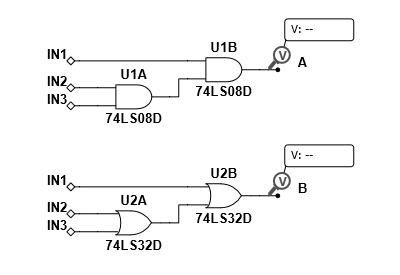 V: --
U1B
IN1
V
A
U1A
IN2
74LS08D
IN3
74LS08D
V: --
U2B
IN1
V
B
U2A
IN2
74LS32D
IN3
74LS32D